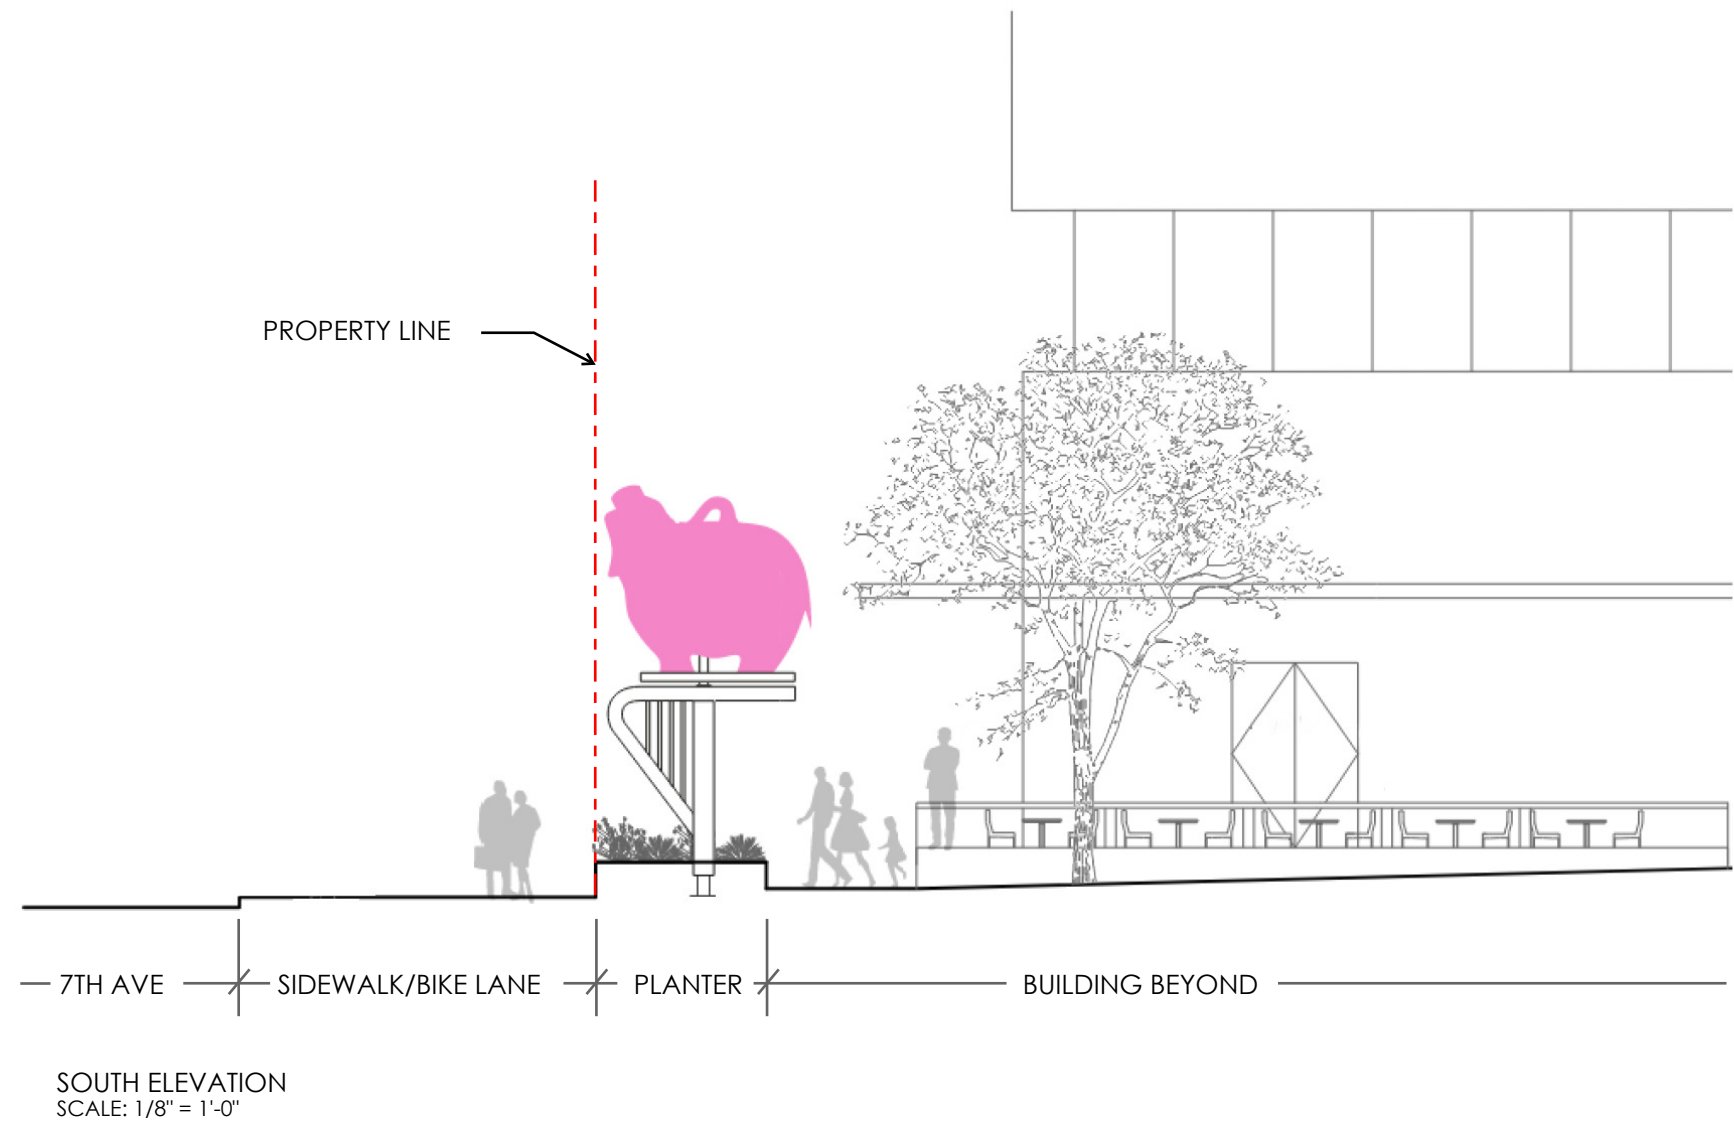 PROPERTY LINE
7TH AVE
SIDEWALK/BIKE LANE
PLANTER
BUILDING BEYOND
SOUTH ELEVATION
SCALE: 1/8" = 1'-0"